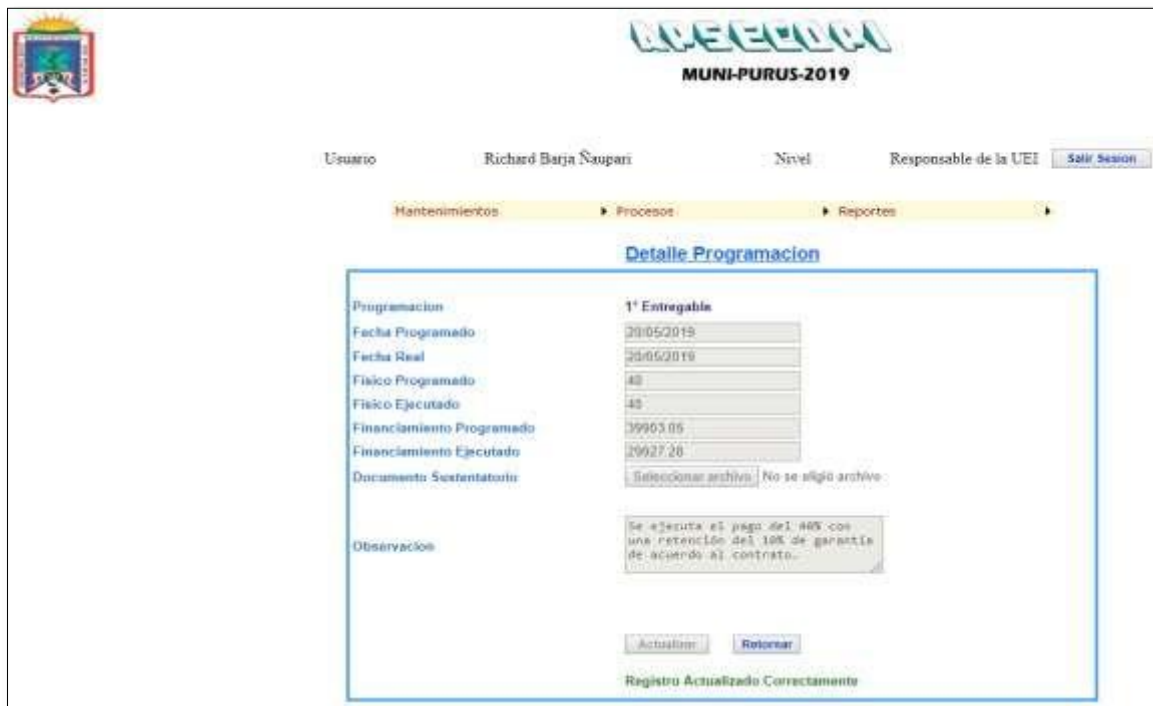 APSECOPI
MUNI-PURUS-2019
Usuario Richard Barja Ñaupari Nivel Responsable de la UEI Salir Sesion
Mantenimientos Procesos Reportes
Detalle Programacion
Programacion 1° Entregable
Fecha Programado 20/05/2019
Fecha Real 20/05/2019
Fisico Programado 40
Fisico Ejecutado 40
Financiamiento Programado 39903.05
Financiamiento Ejecutado 29927.28
Documento Sustentatorio Seleccionar archivo No se eligió archivo
Observacion
Se ejecuta el pago del 40% con
una retención del 10% de garantía
de acuerdo al contrato.
Actualizar Retornar
Registro Actualizado Correctamente